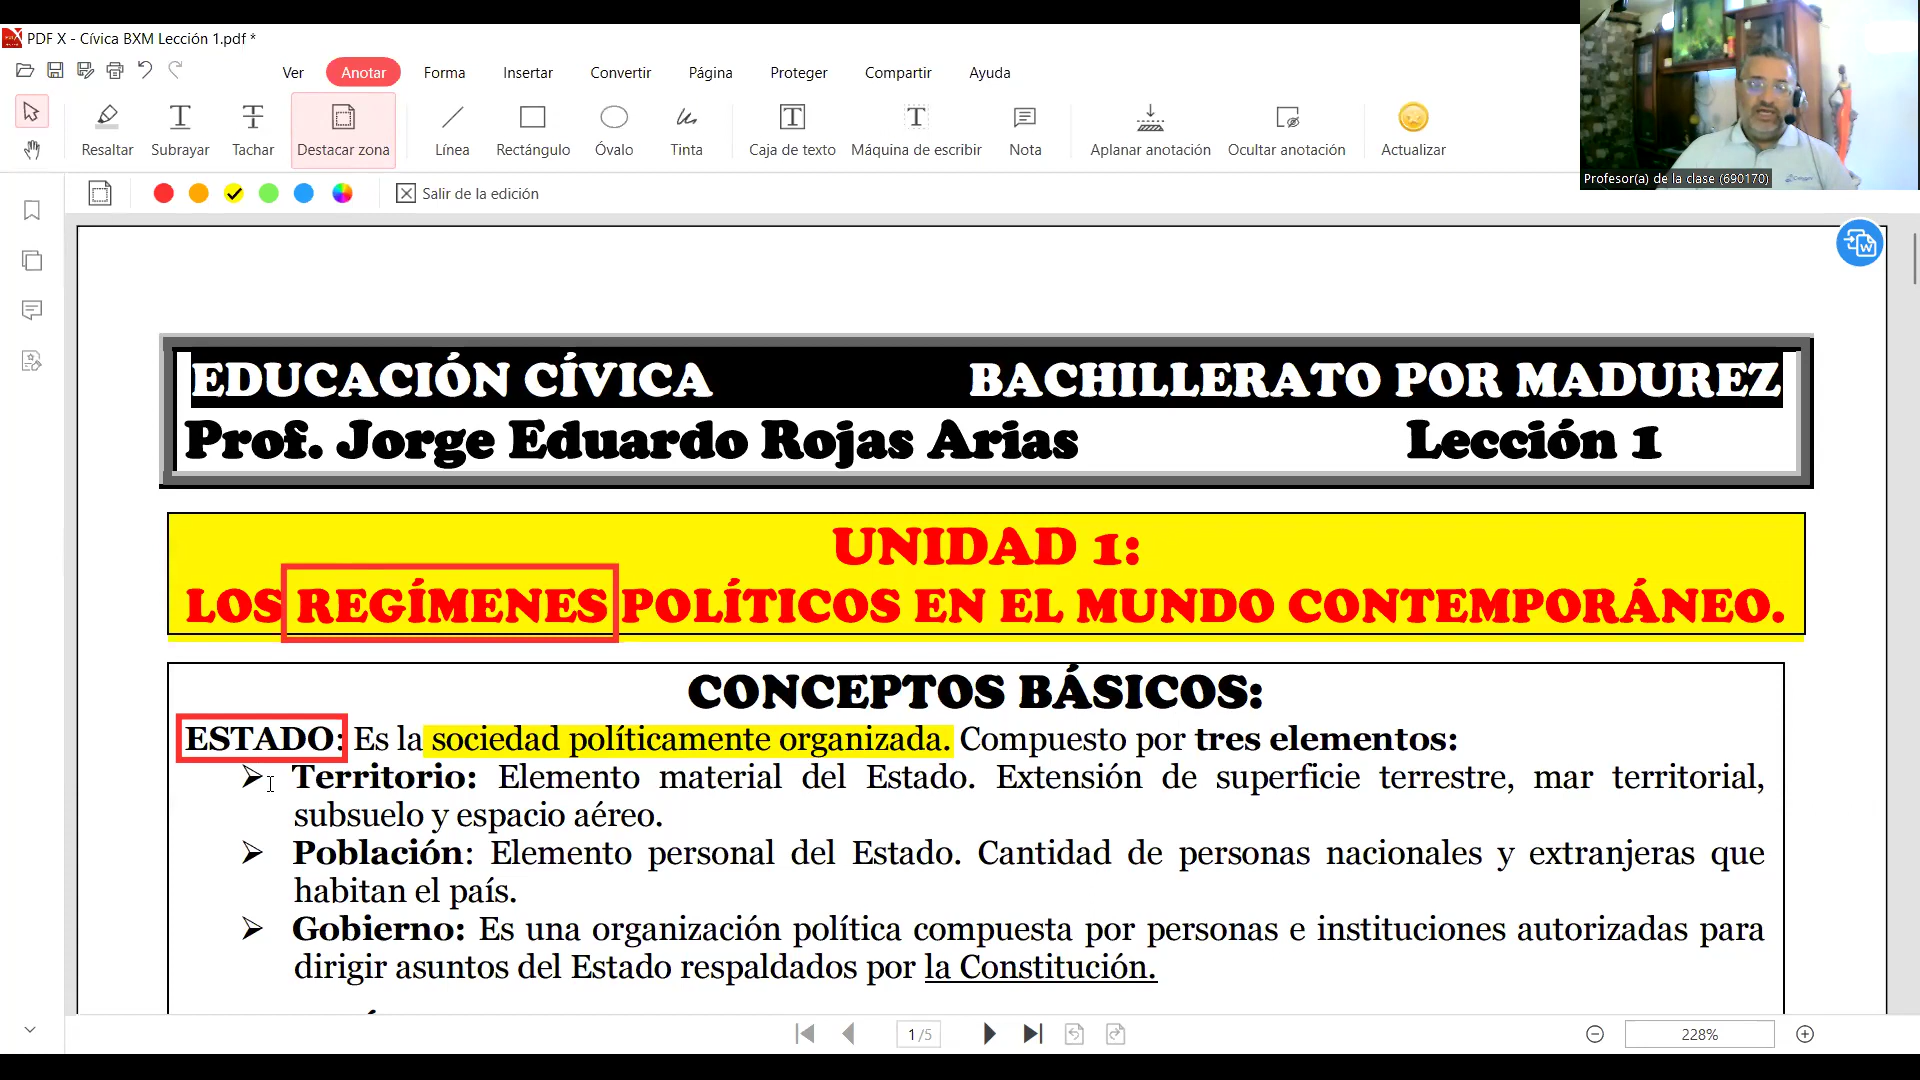 PDF X - Cívica BXM Lección 1.pdf *
Ver Anotar Forma Insertar Convertir Página Proteger Compartir Ayuda
Resaltar Subrayar Tachar Destacar zona Línea Rectángulo Óvalo Tinta Caja de texto Máquina de escribir Nota Aplanar anotación Ocultar anotación Actualizar
Profesor(a) de la clase (690170)
Salir de la edición
EDUCACIÓN CÍVICA BACHILLERATO POR MADUREZ
Prof. Jorge Eduardo Rojas Arias Lección 1
UNIDAD 1:
LOS REGÍMENES POLÍTICOS EN EL MUNDO CONTEMPORÁNEO.
CONCEPTOS BÁSICOS:
ESTADO: Es la sociedad políticamente organizada. Compuesto por tres elementos:
➢ Territorio: Elemento material del Estado. Extensión de superficie terrestre, mar territorial,
subsuelo y espacio aéreo.
➢ Población: Elemento personal del Estado. Cantidad de personas nacionales y extranjeras que
habitan el país.
➢ Gobierno: Es una organización política compuesta por personas e instituciones autorizadas para
dirigir asuntos del Estado respaldados por la Constitución.
1/5
228%